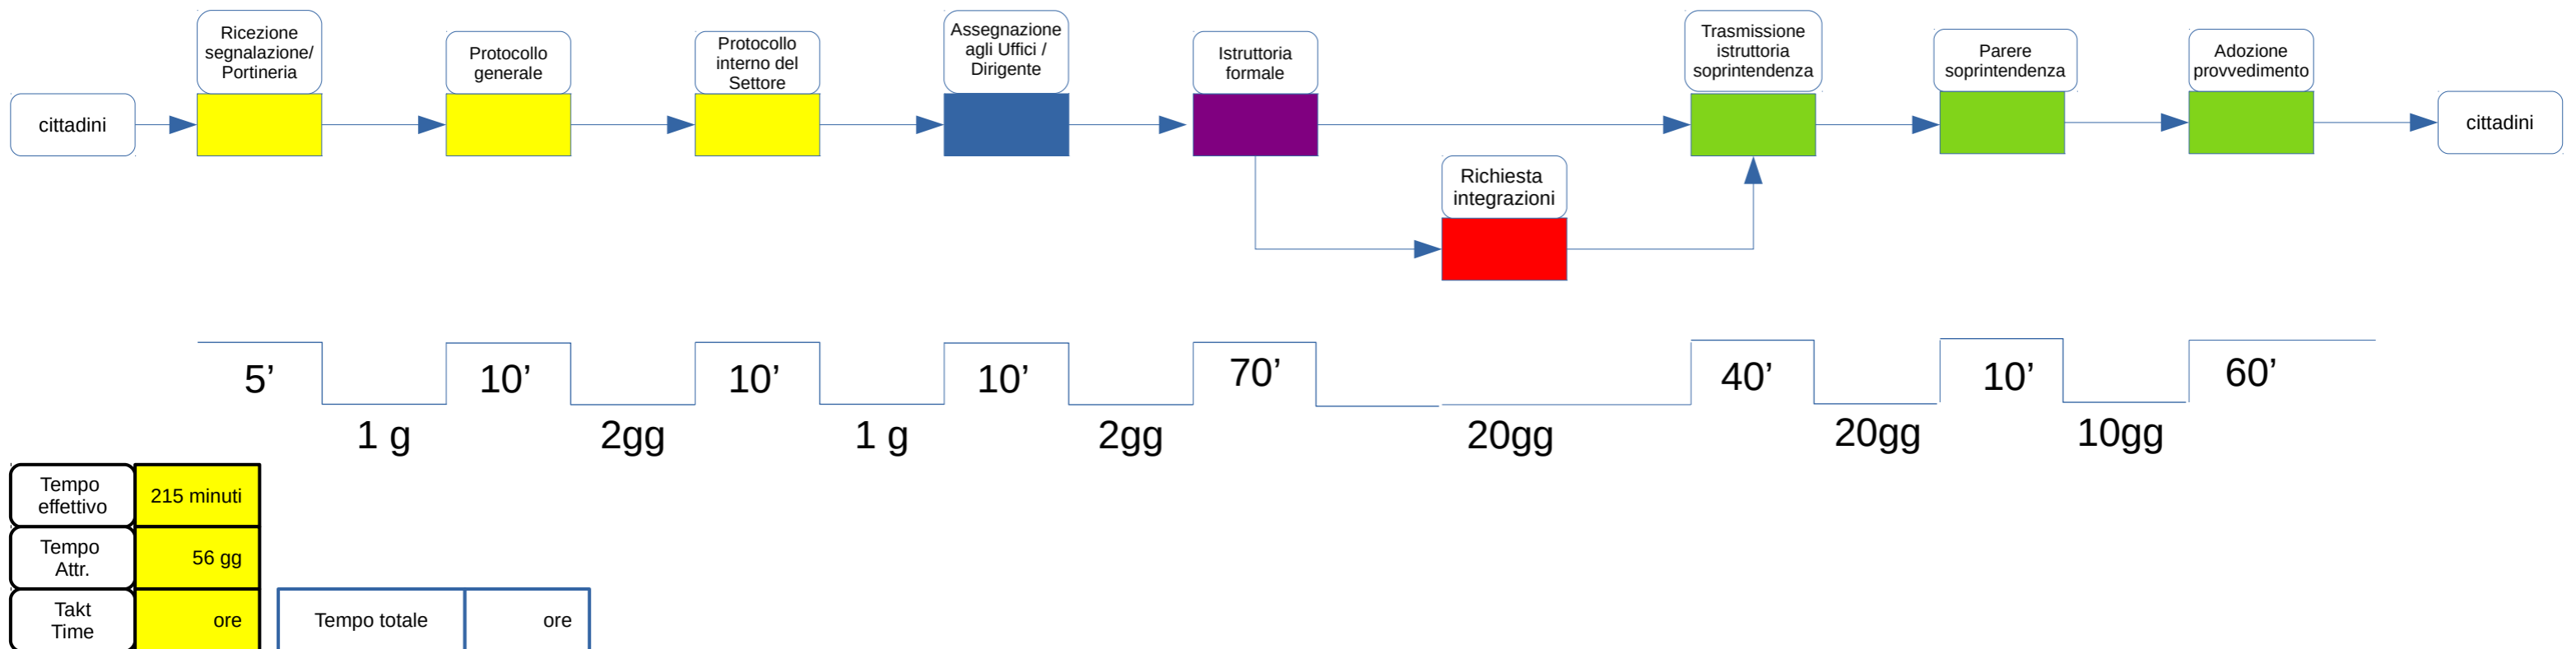 cittadini
Ricezione
segnalazione/
Portineria
Protocollo
generale
Protocollo
interno del
Settore
Assegnazione
agli Uffici /
Dirigente
Istruttoria
formale
Richiesta
integrazioni
Trasmissione
istruttoria
soprintendenza
Parere
soprintendenza
Adozione
provvedimento
cittadini
5’
10’
10’
10’
70’
40’
10’
60’
1 g
2gg
1 g
2gg
20gg
20gg
10gg
Tempo
effettivo
215 minuti
Tempo
Attr.
56 gg
Takt
Time
ore
Tempo totale
ore